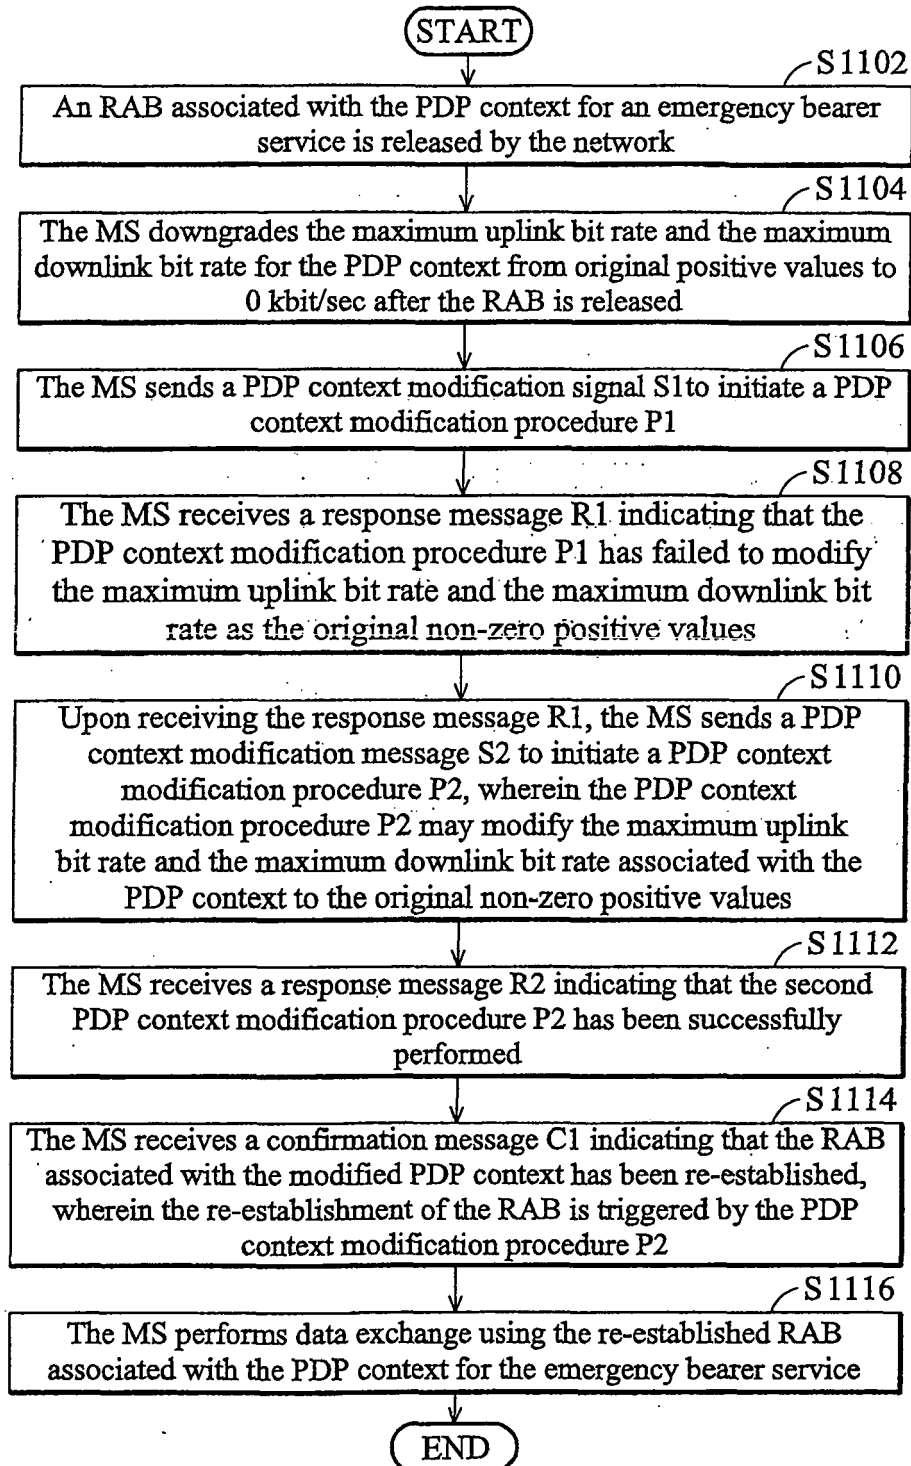 START
S1102
An RAB associated with the PDP context for an emergency bearer
service is released by the network
S1104
The MS downgrades the maximum uplink bit rate and the maximum
downlink bit rate for the PDP context from original positive values to
0 kbit/sec after the RAB is released
S1106
The MS sends a PDP context modification signal S1to initiate a PDP
context modification procedure P1
S1108
The MS receives a response message R1 indicating that the
PDP context modification procedure P1 has failed to modify
the maximum uplink bit rate and the maximum downlink bit
rate as the original non-zero positive values
S1110
Upon receiving the response message R1, the MS sends a PDP
context modification message S2 to initiate a PDP context
modification procedure P2, wherein the PDP context
modification procedure P2 may modify the maximum uplink
bit rate and the maximum downlink bit rate associated with the
PDP context to the original non-zero positive values
S1112
The MS receives a response message R2 indicating that the second
PDP context modification procedure P2 has been successfully
performed
S1114
The MS receives a confirmation message C1 indicating that the RAB
associated with the modified PDP context has been re-established,
wherein the re-establishment of the RAB is triggered by the PDP
context modification procedure P2
S1116
The MS performs data exchange using the re-established RAB
associated with the PDP context for the emergency bearer service
END